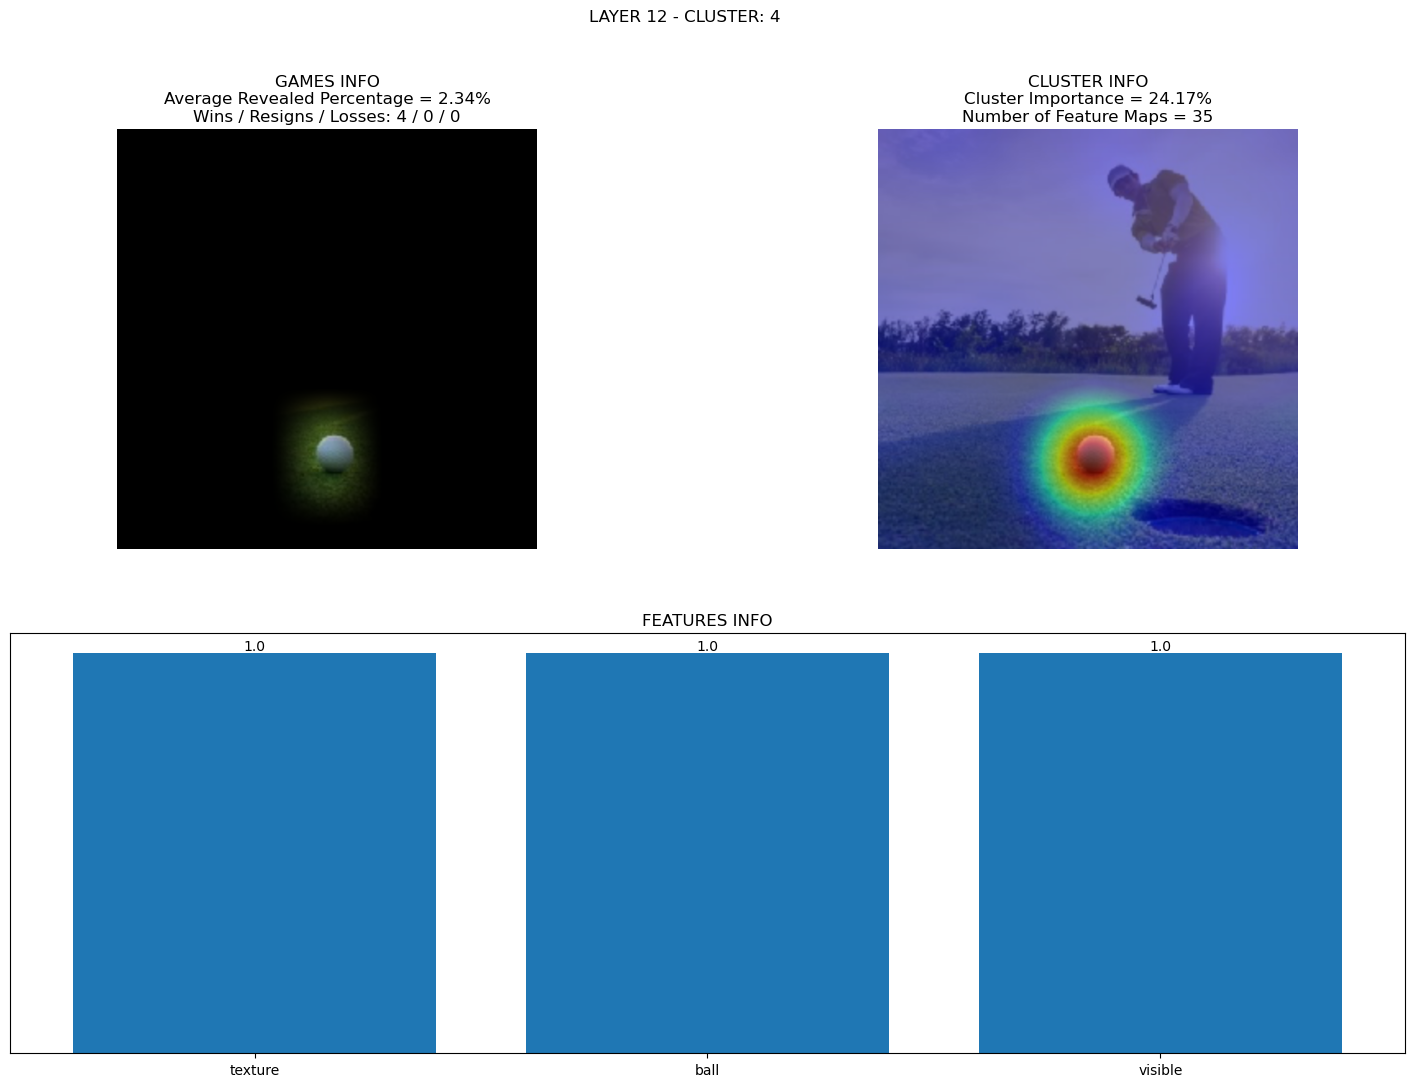 LAYER 12 - CLUSTER: 4
GAMES INFO
Average Revealed Percentage = 2.34%
Wins / Resigns / Losses: 4 / 0 / 0
CLUSTER INFO
Cluster Importance = 24.17%
Number of Feature Maps = 35
FEATURES INFO
1.0
1.0
1.0
texture
ball
visible